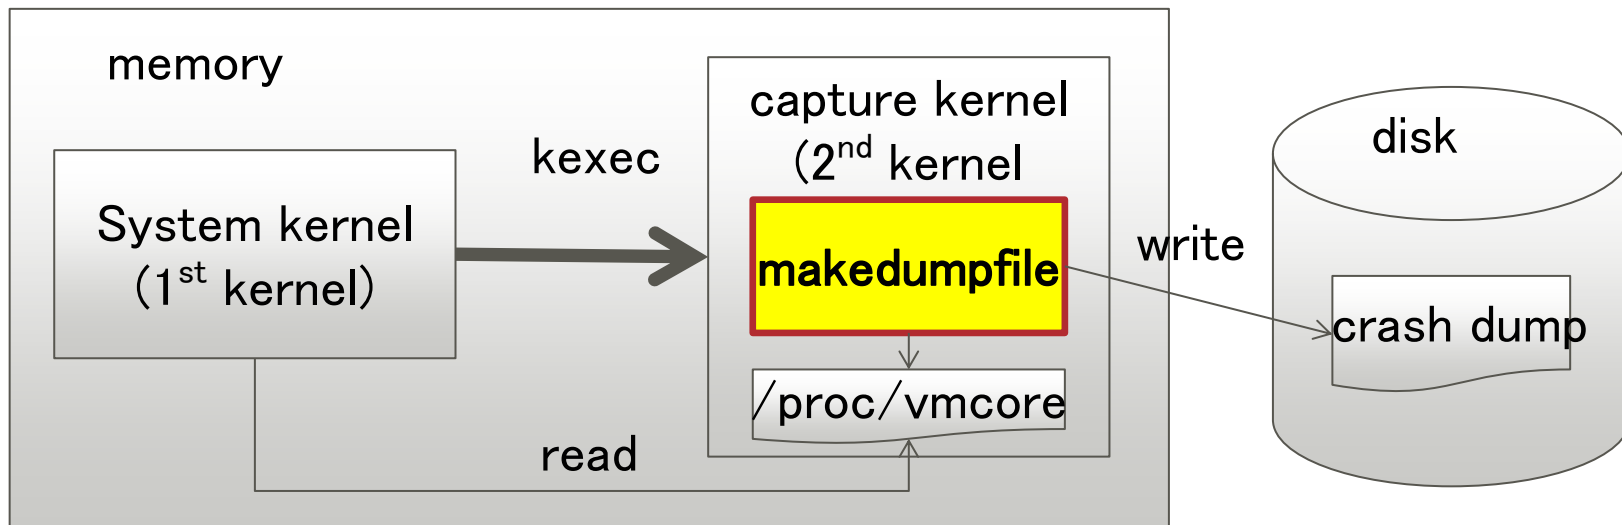 memory
System kernel
(1st kernel)
kexec
capture kernel
(2nd kernel
makedumpfile
/proc/vmcore
read
write
disk
crash dump